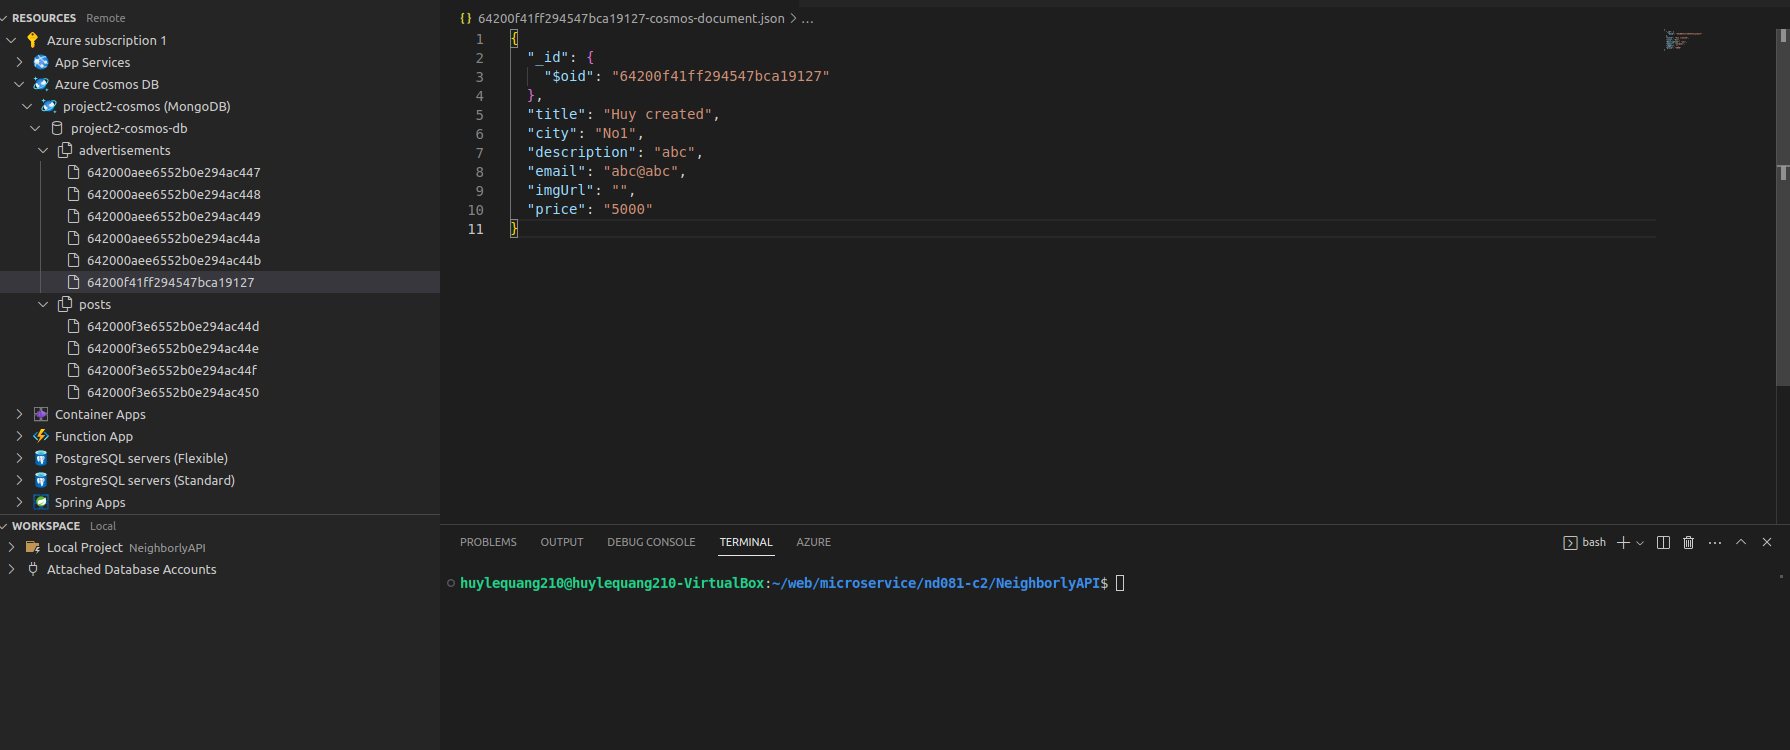 RESOURCES Remote
Azure subscription 1
App Services
Azure Cosmos DB
project2-cosmos (MongoDB)
project2-cosmos-db
advertisements
642000aee6552b0e294ac447
642000aee6552b0e294ac448
642000aee6552b0e294ac449
642000aee6552b0e294ac44a
642000aee6552b0e294ac44b
64200f41ff294547bca19127
posts
642000f3e6552b0e294ac44d
642000f3e6552b0e294ac44e
642000f3e6552b0e294ac44f
642000f3e6552b0e294ac450
Container Apps
Function App
PostgreSQL servers (Flexible)
PostgreSQL servers (Standard)
Spring Apps
WORKSPACE Local
Local Project NeighborlyAPI
Attached Database Accounts
{} 64200f41ff294547bca19127-cosmos-document.json > ...
1 {
2 "_id": {
3 "$oid": "64200f41ff294547bca19127"
4 },
5 "title": "Huy created",
6 "city": "No1",
7 "description": "abc",
8 "email": "abc@abc",
9 "imgUrl": "",
10 "price": "5000"
11 }
PROBLEMS OUTPUT DEBUG CONSOLE TERMINAL AZURE bash
huylequang210@huylequang210-VirtualBox:~/web/microservice/nd081-c2/NeighborlyAPI$